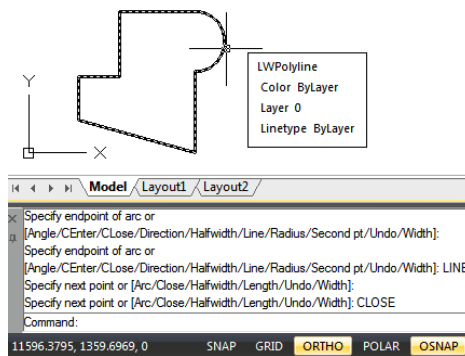 LWPolyline
Color ByLayer
Layer 0
Linetype ByLayer
Y
X
Model Layout1 Layout2
Specify endpoint of arc or
[Angle/CEnter/CLose/Direction/Halfwidth/Line/Radius/Second pt/Undo/Width]:
Specify endpoint of arc or
[Angle/CEnter/CLose/Direction/Halfwidth/Line/Radius/Second pt/Undo/Width]: LINE
Specify next point or [Arc/Close/Halfwidth/Length/Undo/Width]:
Specify next point or [Arc/Close/Halfwidth/Length/Undo/Width]: CLOSE
Command:
11596.3795, 1359.6969, 0 SNAP GRID ORTHO POLAR OSNAP